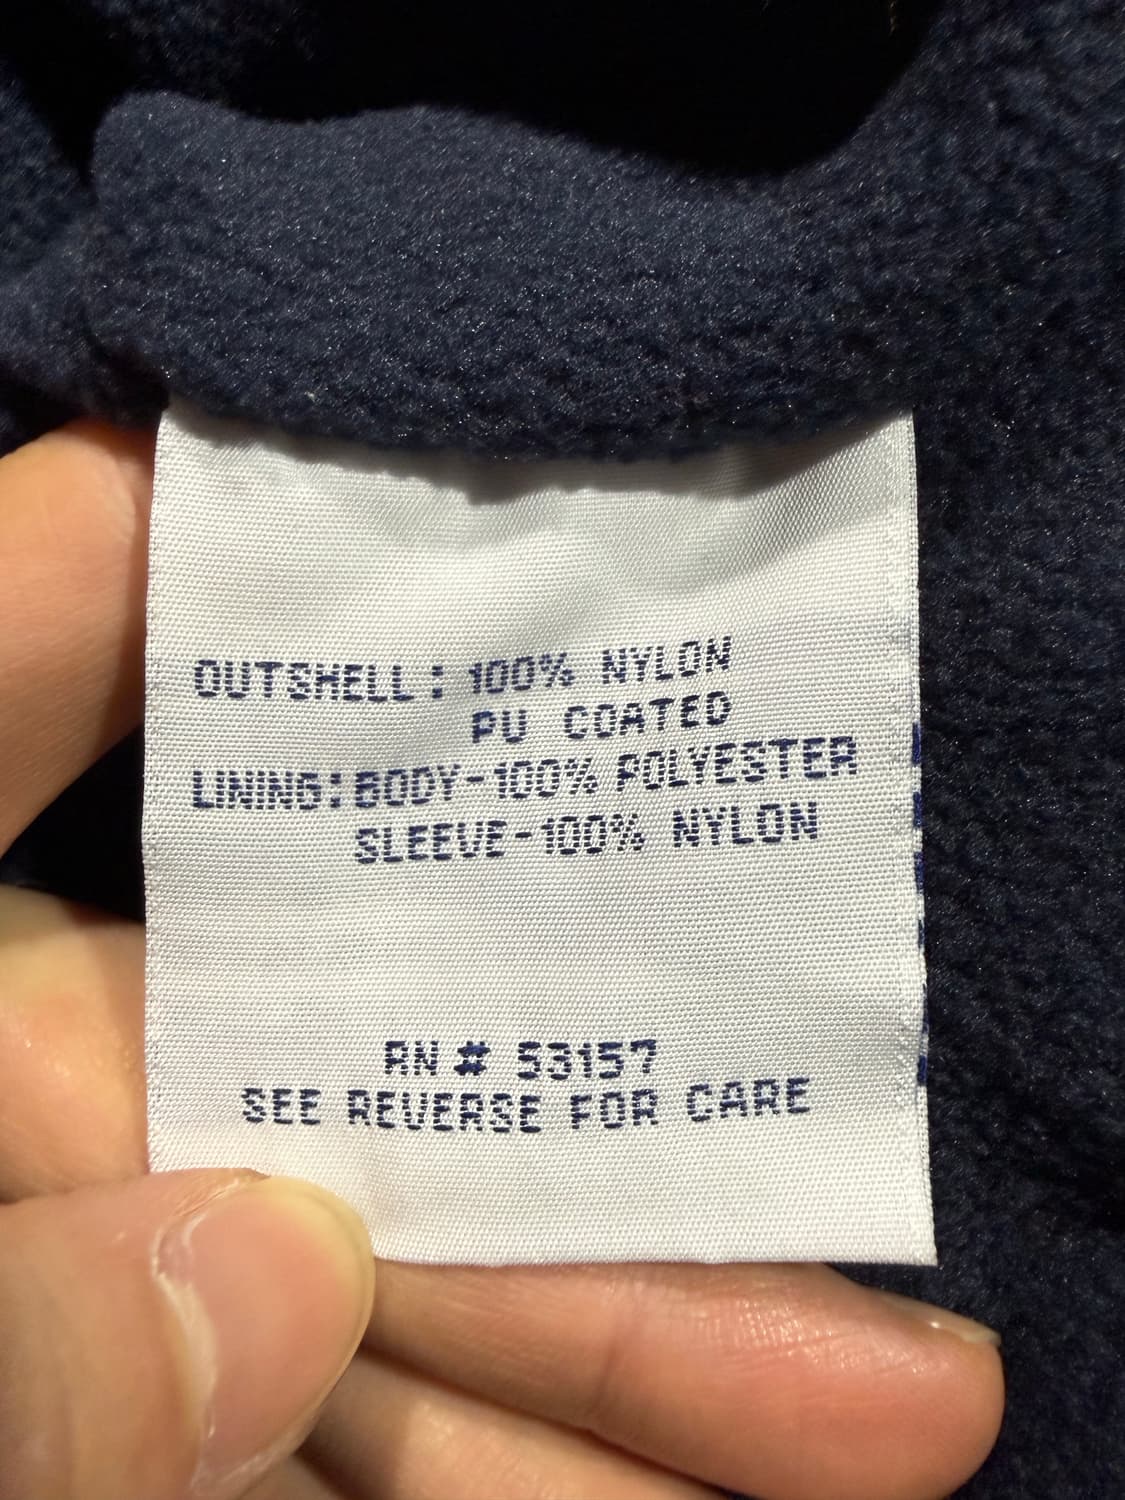 OUTSHELL: 100% NYLON
PU COATED
LINING: BODY-100% POLYESTER
SLEEVE-100% NYLON
RN # 53157
SEE REVERSE FOR CARE